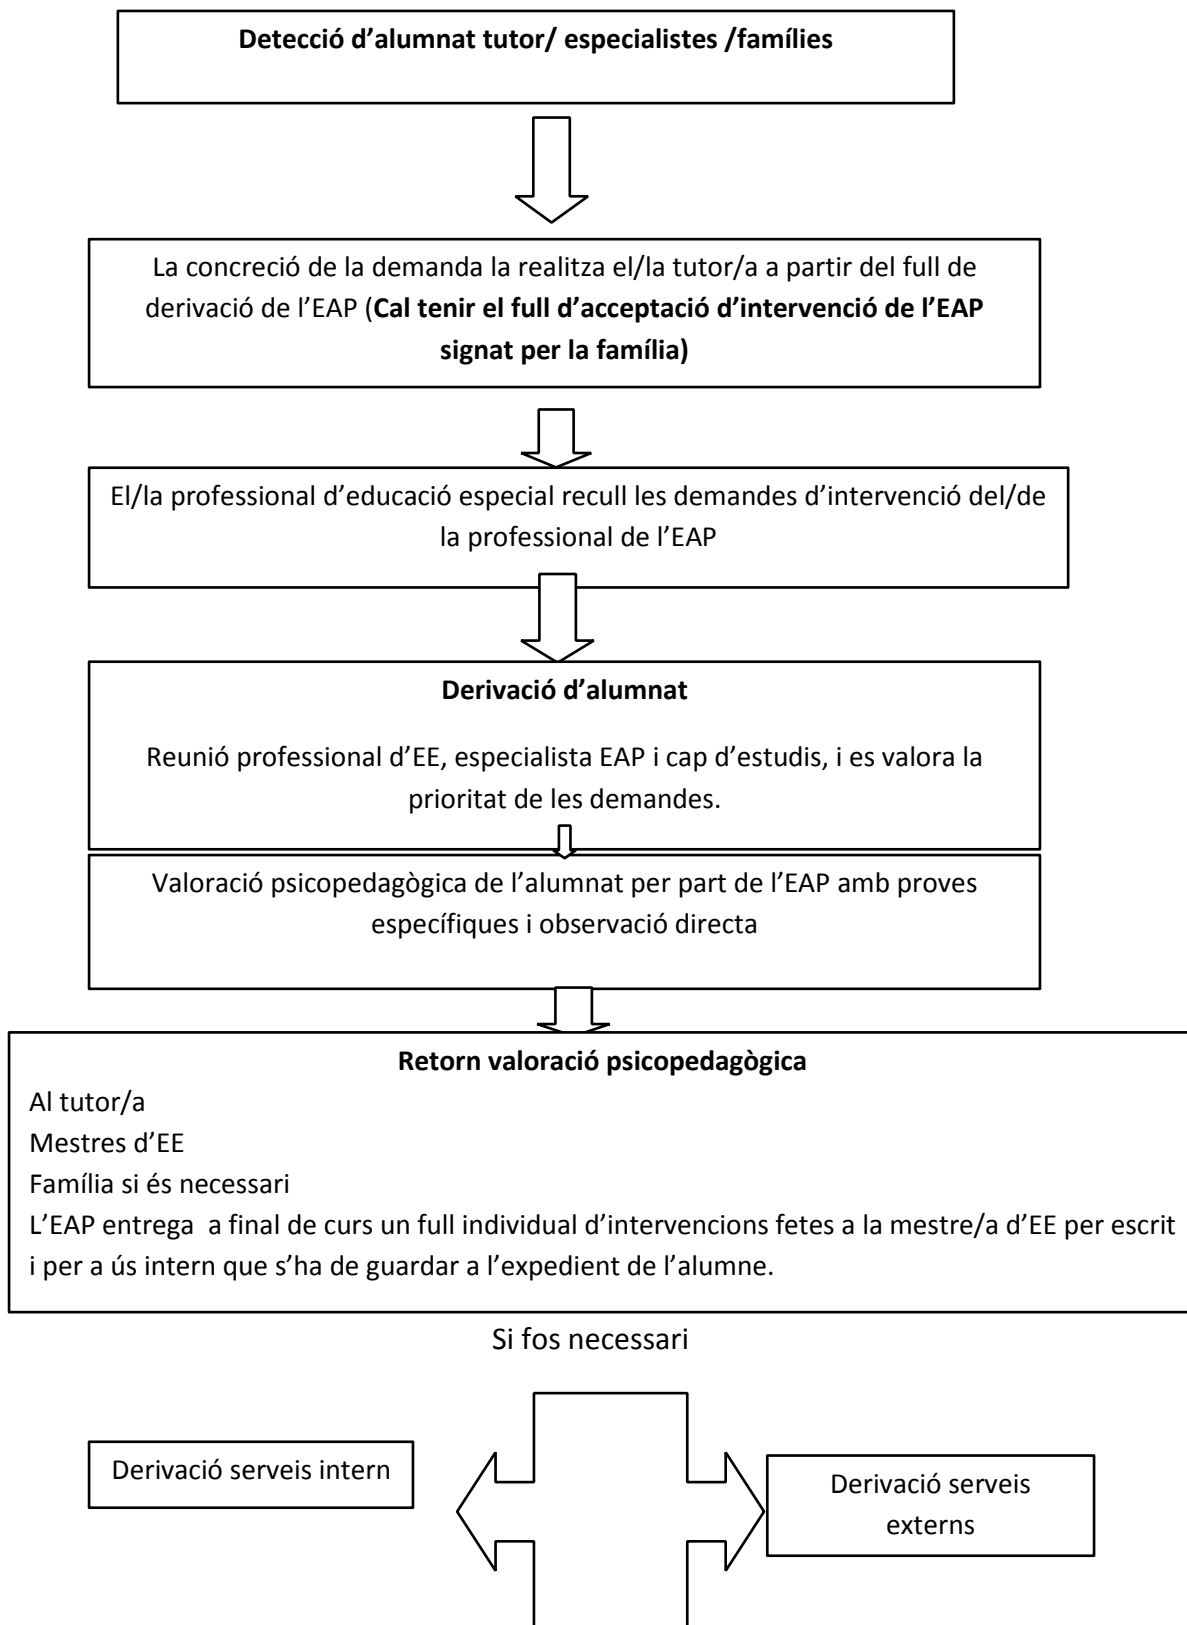 Detecció d’alumnat tutor/ especialistes /famílies
La concreció de la demanda la realitza el/la tutor/a a partir del full de
derivació de l’EAP (Cal tenir el full d’acceptació d’intervenció de l’EAP
signat per la família)
El/la professional d’educació especial recull les demandes d’intervenció del/de
la professional de l’EAP
Derivació d’alumnat
Reunió professional d’EE, especialista EAP i cap d’estudis, i es valora la
prioritat de les demandes.
Valoració psicopedagògica de l’alumnat per part de l’EAP amb proves
específiques i observació directa
Retorn valoració psicopedagògica
Al tutor/a
Mestres d’EE
Família si és necessari
L’EAP entrega  a final de curs un full individual d’intervencions fetes a la mestre/a d’EE per escrit
i per a ús intern que s’ha de guardar a l’expedient de l’alumne.
Si fos necessari
Derivació serveis intern
Derivació serveis
externs